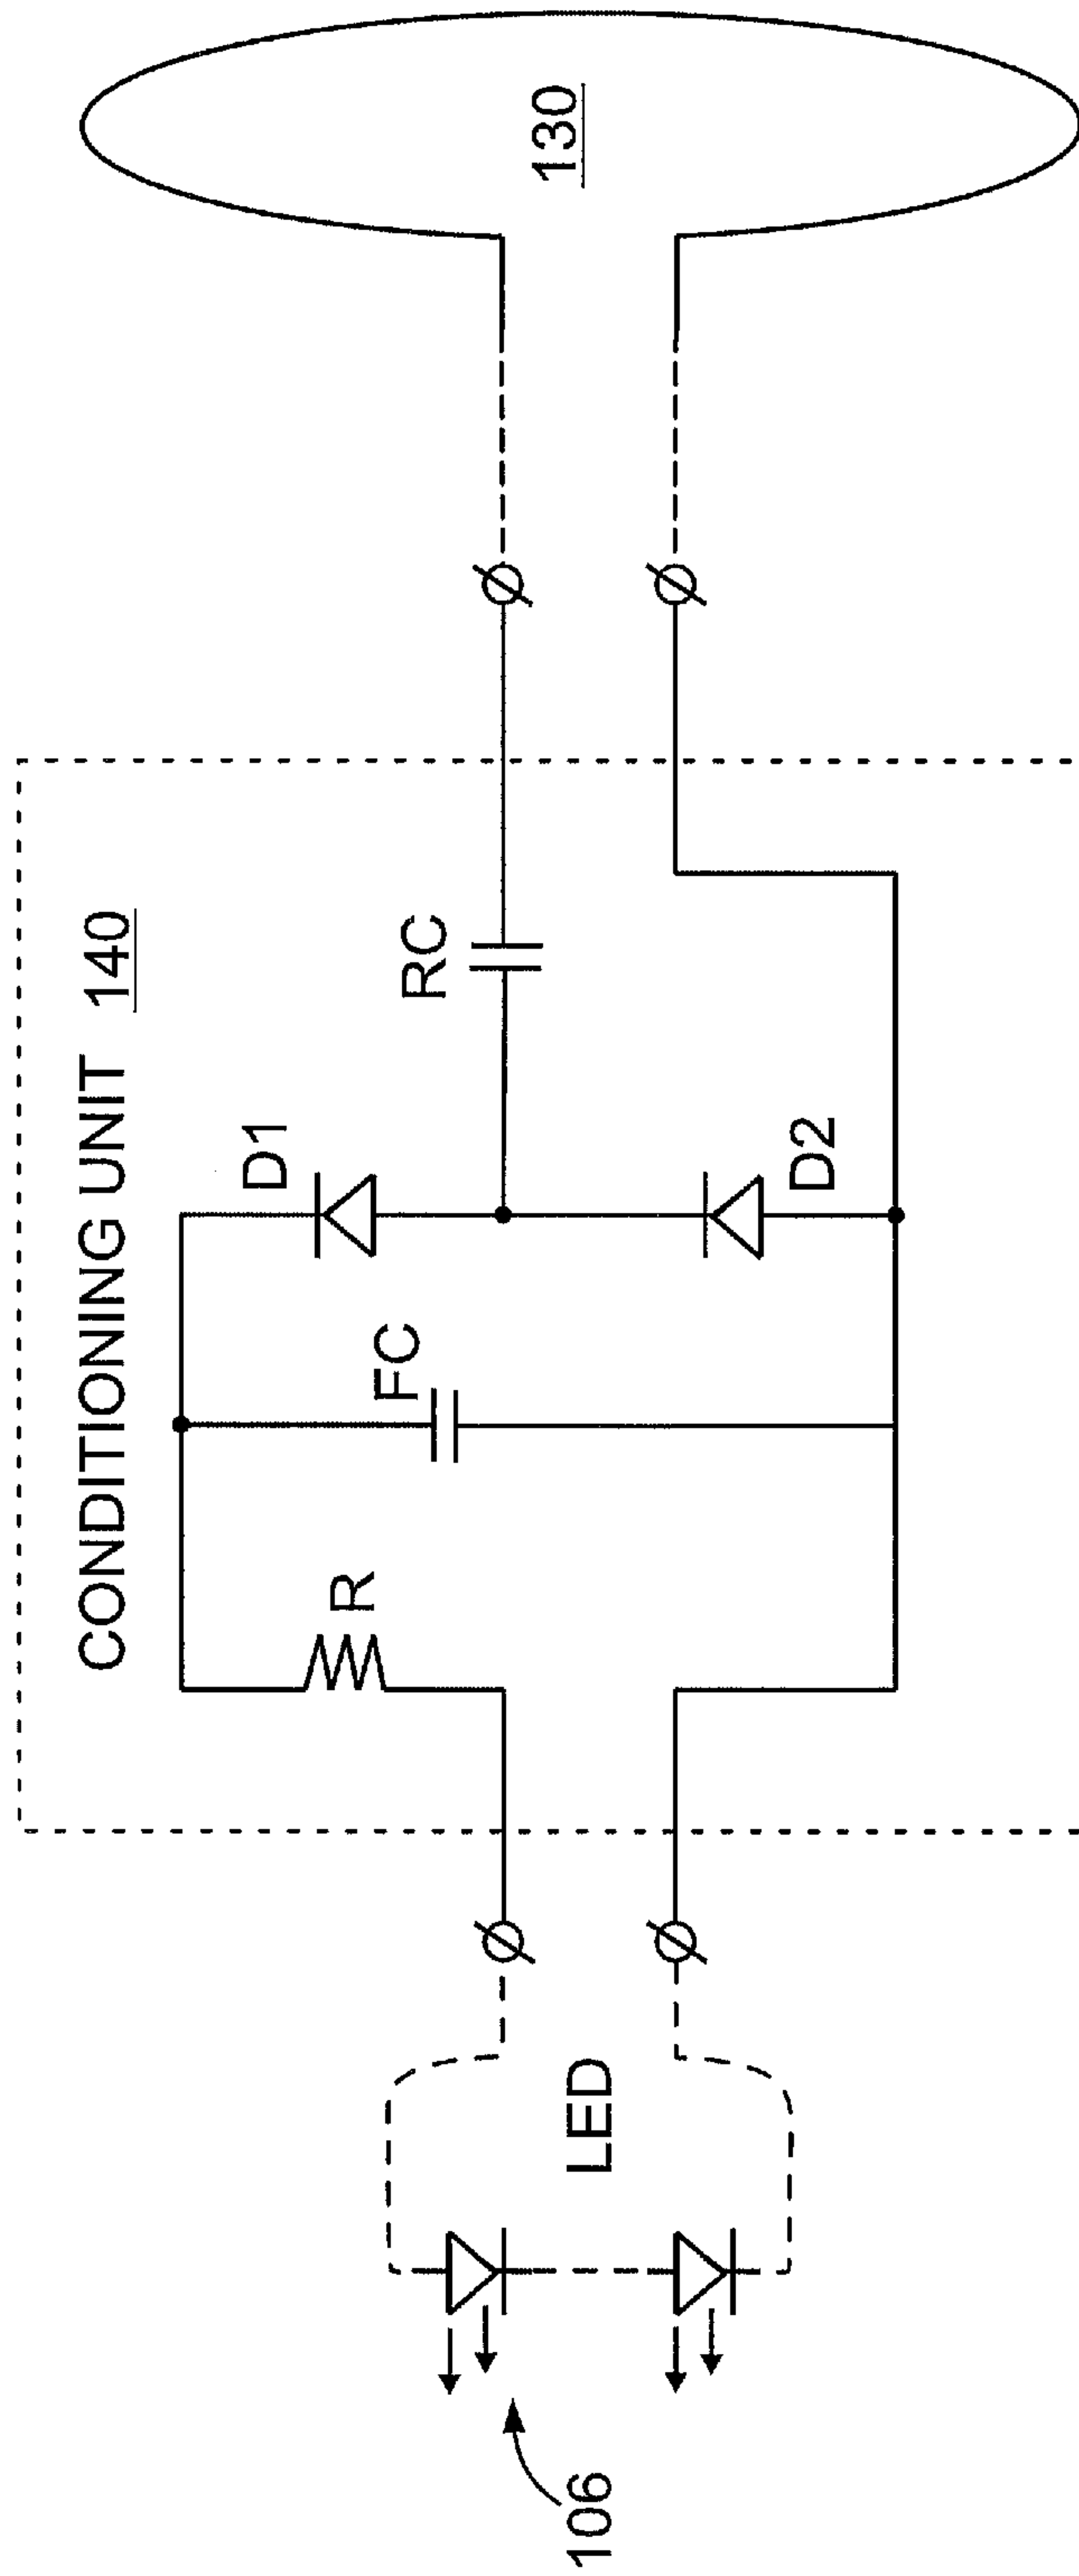 CONDITIONING UNIT 140
130
RC
D1
D2
FC
R
LED
106